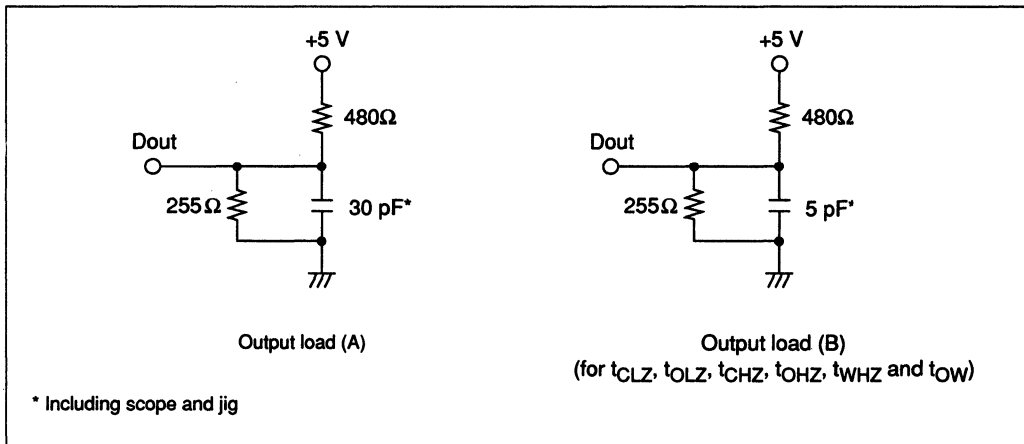 +5 V
480Ω
Dout
255Ω
30 pF*
Output load (A)
+5 V
480Ω
Dout
255Ω
5 pF*
Output load (B)
(for tCLZ, tOLZ, tCHZ, tOHZ, tWHZ and tOW)
* Including scope and jig